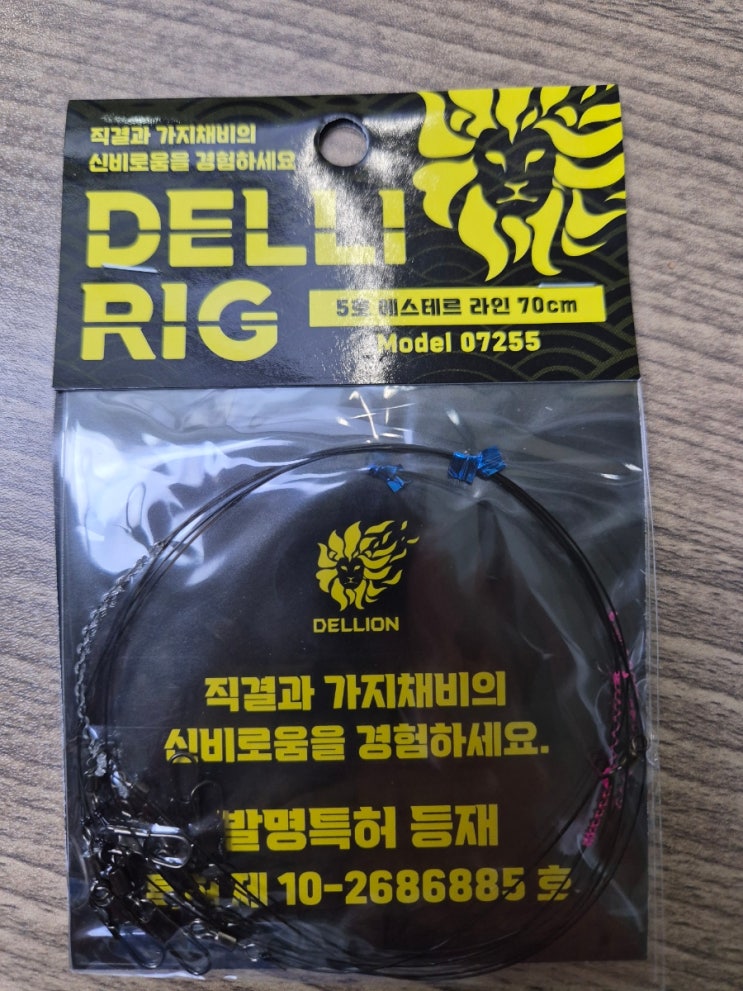 직결과 가지채비의
신비로움을 경험하세요
DELLI
RIG
5호 에스테르 라인 70cm
Model 07255
DELLION
직결과 가지채비의
신비로움을 경험하세요.
발명특허 등재
제 10-2686885 호